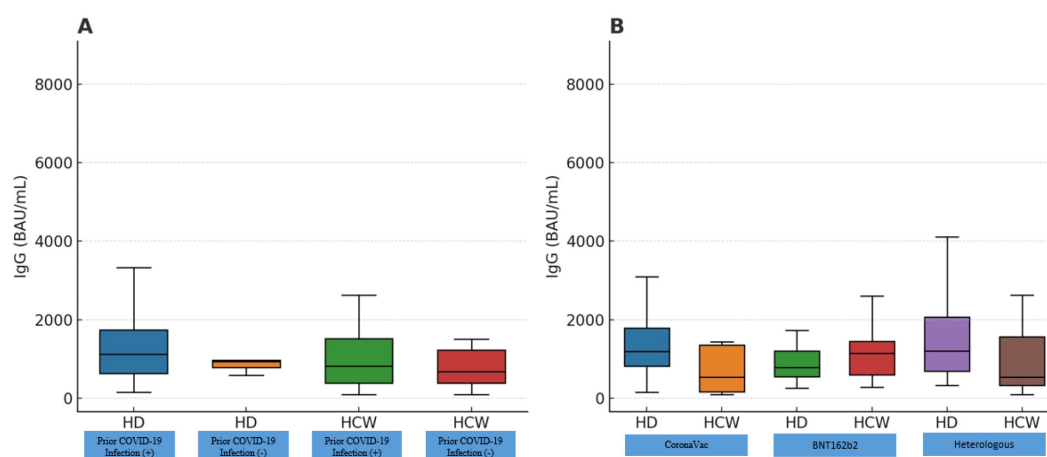 A
IgG (BAU/mL)
8000
6000
4000
2000
0
HD HD HCW HCW
Prior COVID-19 Prior COVID-19 Prior COVID-19 Prior COVID-19
Infection (+) Infection (-) Infection (+) Infection (-)
B
IgG (BAU/mL)
8000
6000
4000
2000
0
HD HCW HD HCW HD HCW
CoronaVac BNT162b2 Heterologous